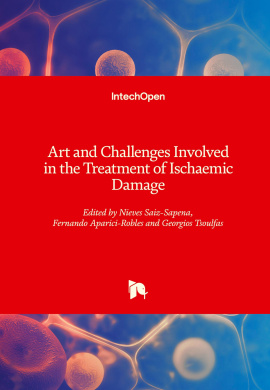 IntechOpen
Art and Challenges Involved
in the Treatment of Ischaemic
Damage
Edited by Nieves Saiz-Sapena,
Fernando Aparici-Robles and Georgios Tsoulfas